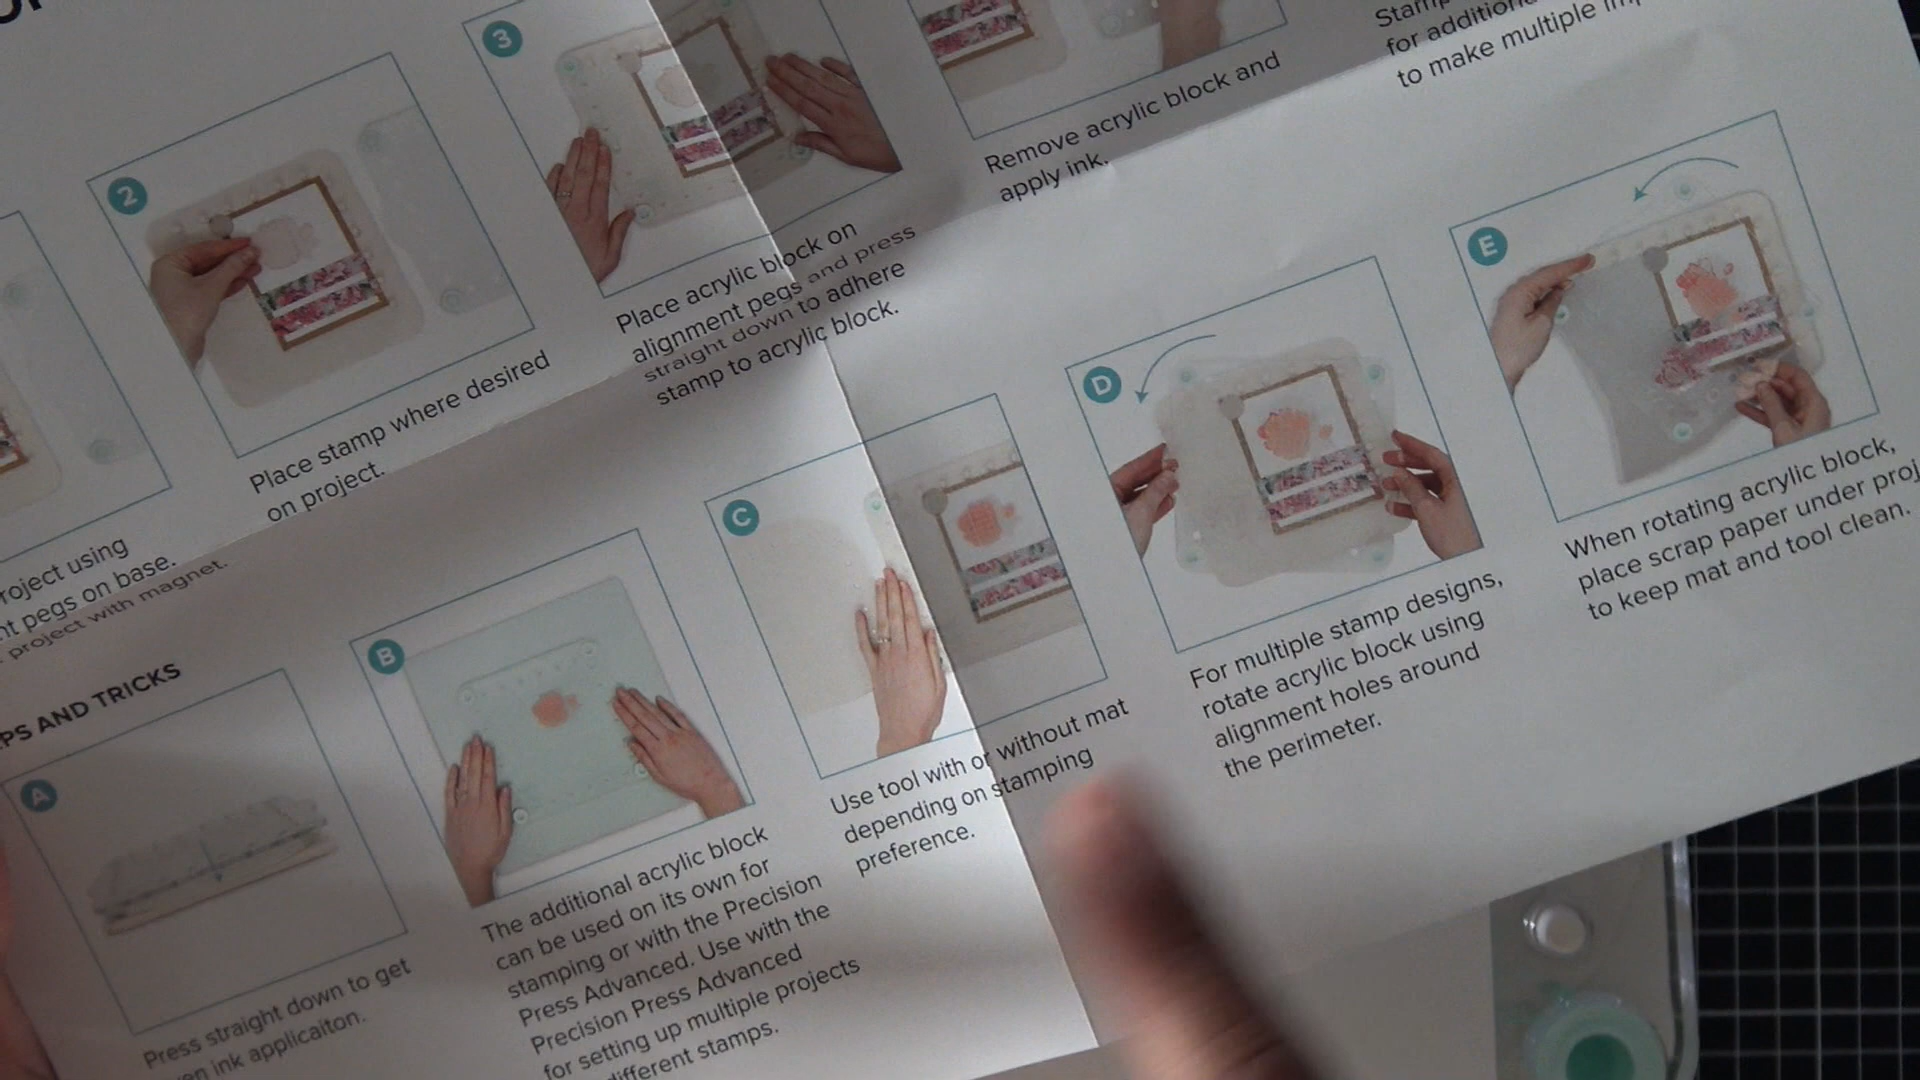 2
3
Place stamp where desired
on project.
Place acrylic block on
alignment pegs and press
straight down to adhere
stamp to acrylic block.
Remove acrylic block and
apply ink.
for additional
to make multiple
project using
pegs on base.
project with magnet.
AND TRICKS
A
Press straight down to get
ink applicaiton.
B
The additional acrylic block
can be used on its own for
stamping or with the Precision
Press Advanced. Use with the
Precision Press Advanced
for setting up multiple projects
different stamps.
C
Use tool with or without mat
depending on stamping
preference.
D
For multiple stamp designs,
rotate acrylic block using
alignment holes around
the perimeter.
E
When rotating acrylic block,
place scrap paper under
to keep mat and tool clean.